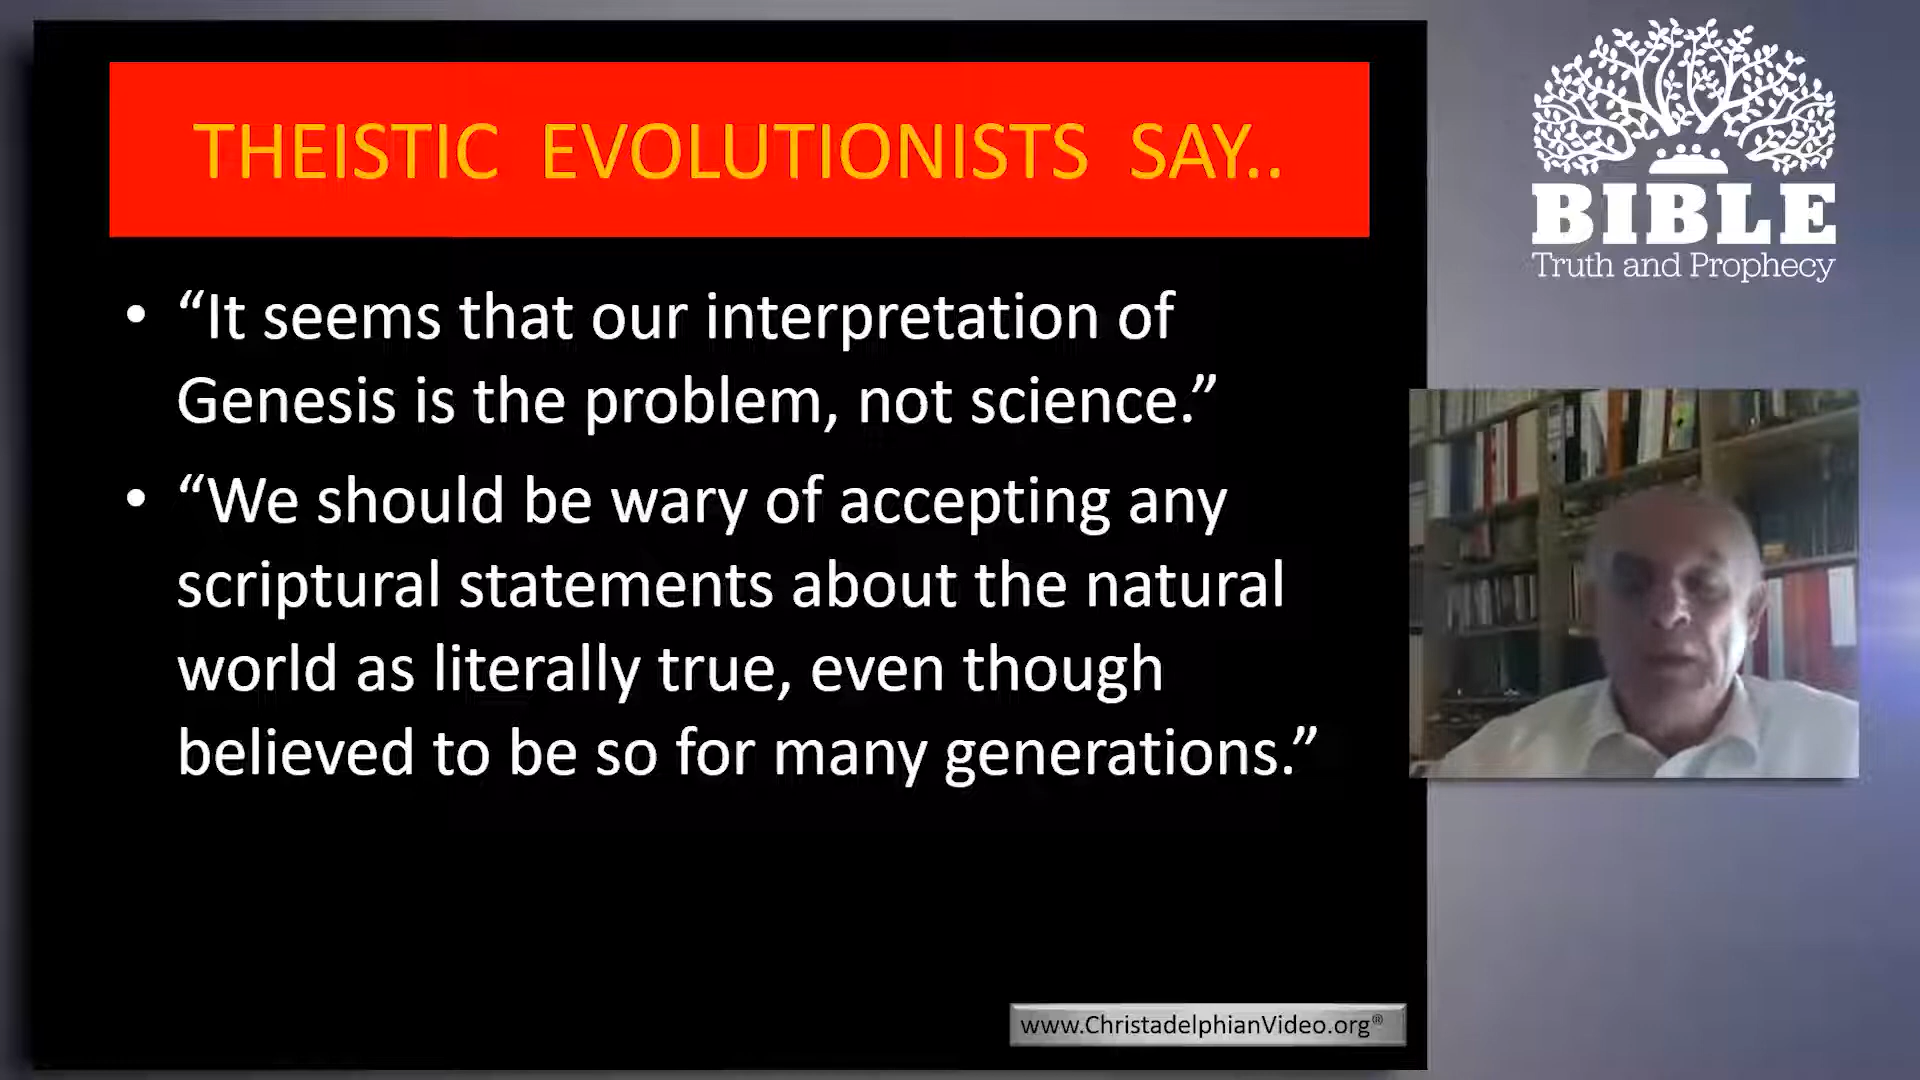 THEISTIC EVOLUTIONISTS SAY..
• “It seems that our interpretation of
Genesis is the problem, not science.”
• “We should be wary of accepting any
scriptural statements about the natural
world as literally true, even though
believed to be so for many generations.”
BIBLE
Truth and Prophecy
www.ChristadelphianVideo.org®